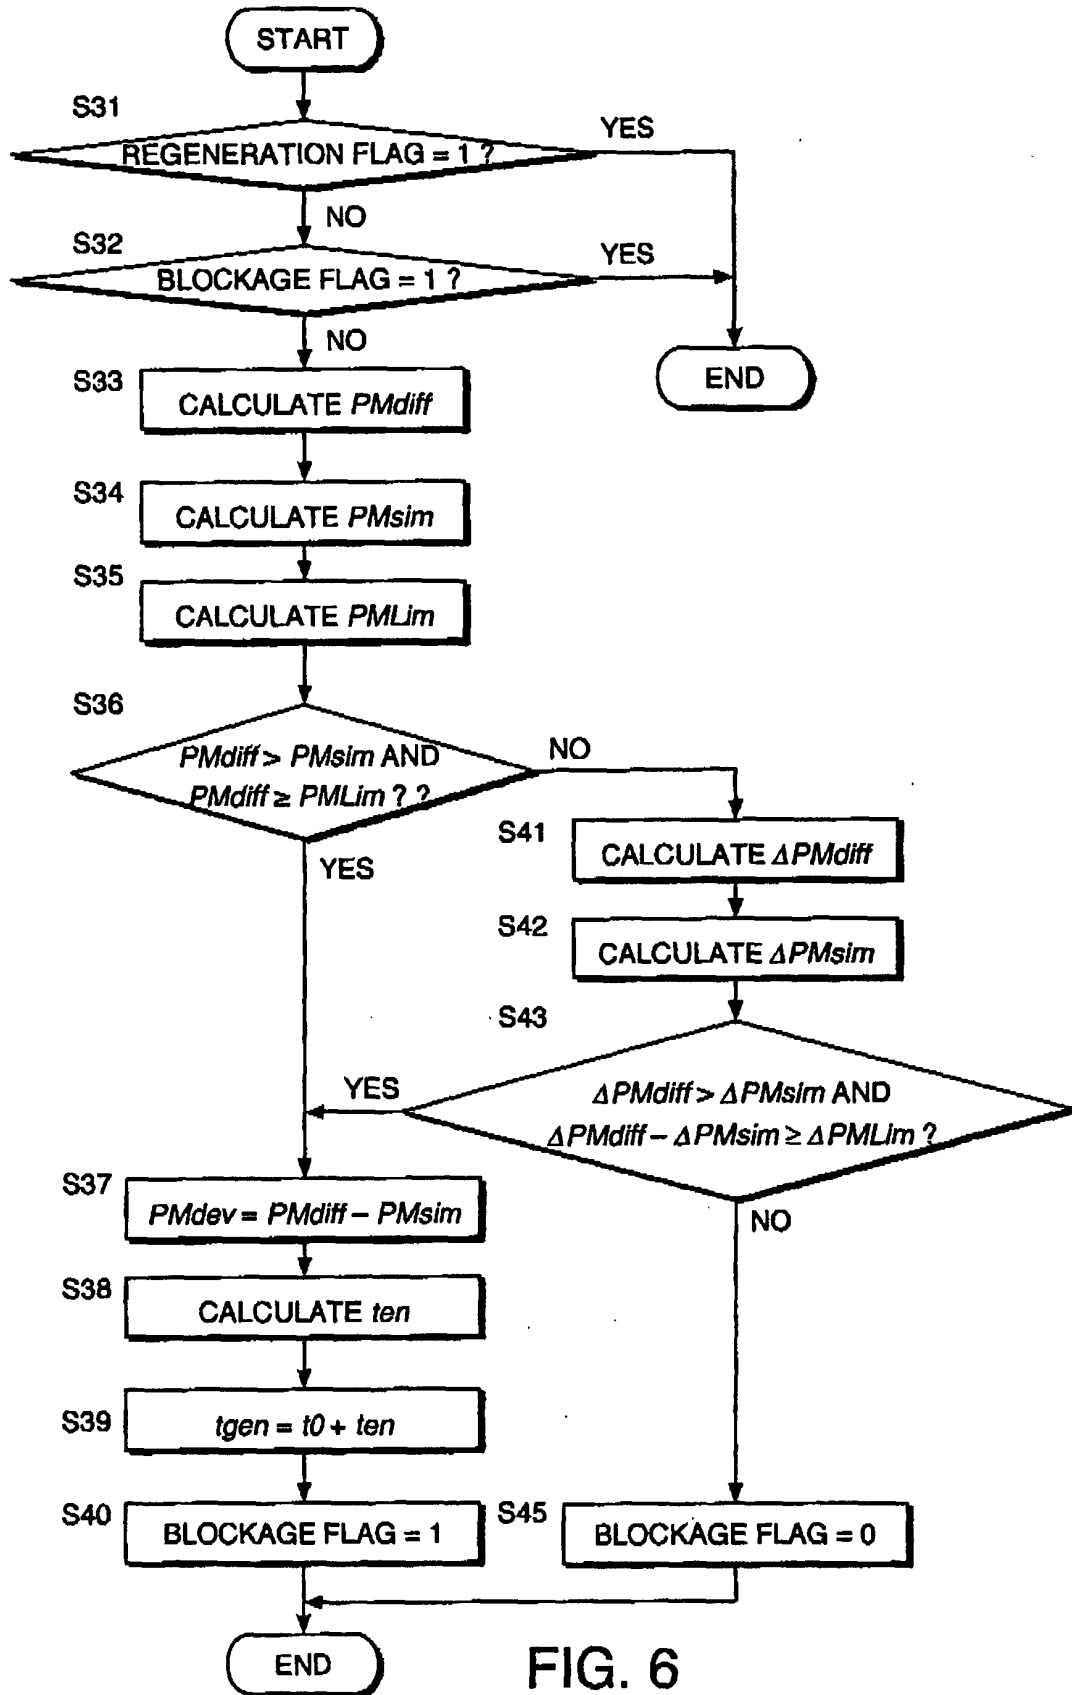 START
S31
REGENERATION FLAG = 1 ?
YES
NO
S32
BLOCKAGE FLAG = 1 ?
YES
NO
END
S33
CALCULATE PMdiff
S34
CALCULATE PMsim
S35
CALCULATE PMLim
S36
PMdiff > PMsim AND
PMdiff ≥ PMLim ? ?
NO
YES
S41
CALCULATE ΔPMdiff
S42
CALCULATE ΔPMsim
S43
ΔPMdiff > ΔPMsim AND
ΔPMdiff – ΔPMsim ≥ ΔPMLim ?
YES
NO
S37
PMdev = PMdiff – PMsim
S38
CALCULATE ten
S39
tgen = t0 + ten
S40
BLOCKAGE FLAG = 1
S45
BLOCKAGE FLAG = 0
END
FIG. 6